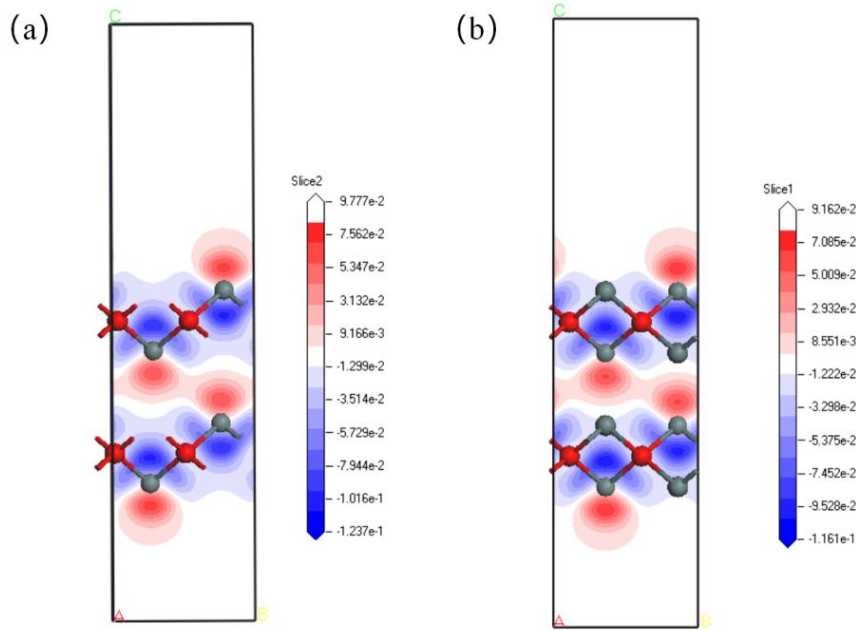 (a)
C
Slice2
9.777e-2
7.562e-2
5.347e-2
3.132e-2
9.166e-3
-1.299e-2
-3.514e-2
-5.729e-2
-7.944e-2
-1.016e-1
-1.237e-1
A
B
(b)
C
Slice1
9.162e-2
7.085e-2
5.009e-2
2.932e-2
8.551e-3
-1.222e-2
-3.298e-2
-5.375e-2
-7.452e-2
-9.528e-2
-1.161e-1
A
B